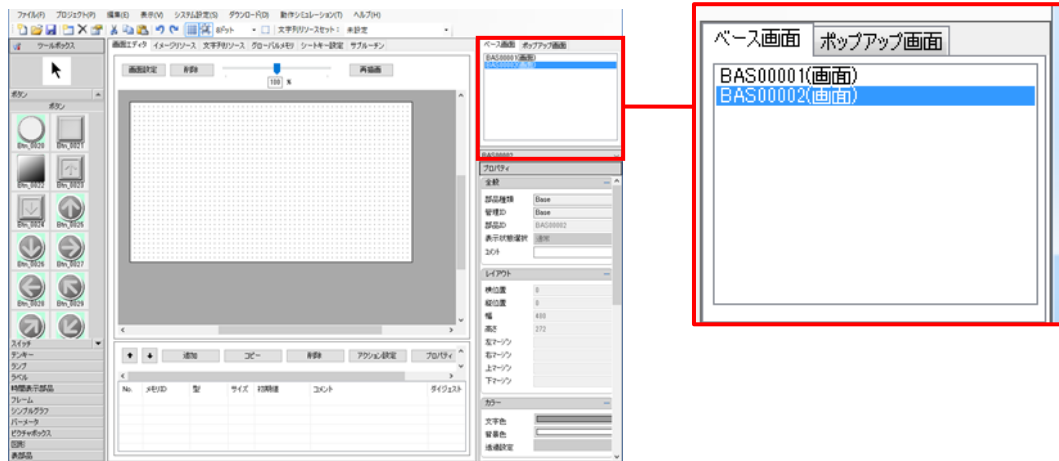 ファイル(F) プロジェクト(P) 編集(E) 表示(V) システム設定(S) ダウンロード(D) 動作シミュレーション(T) ヘルプ(H)
8ドット 文字列リソースセット: 未設定
ツールボックス
ボタン
ボタン
Btn_0020 Btn_0021
Btn_0022 Btn_0023
Btn_0024 Btn_0025
Btn_0026 Btn_0027
Btn_0028 Btn_0029
スイッチ
テンキー
ランプ
ラベル
時間表示部品
フレーム
シンプルグラフ
バーメータ
ピクチャボックス
図形
表部品
画面エディタ イメージリソース 文字列リソース グローバルメモリ シートキー設定 サブルーチン
画面設定 削除 100 % 再描画
追加 コピー 削除 アクション設定 プロパティ
No. メモリID 型 サイズ 初期値 コメント ダイジェスト
ベース画面 ポップアップ画面
BAS00001(画面)
BAS00002(画面)
BAS00002
プロパティ
全般
部品種類 Base
管理ID Base
部品ID BAS00002
表示状態選択 通常
コメント
レイアウト
横位置 0
縦位置 0
幅 480
高さ 272
左マージン
右マージン
上マージン
下マージン
カラー
文字色
背景色
透過設定
ベース画面 ポップアップ画面
BAS00001(画面)
BAS00002(画面)